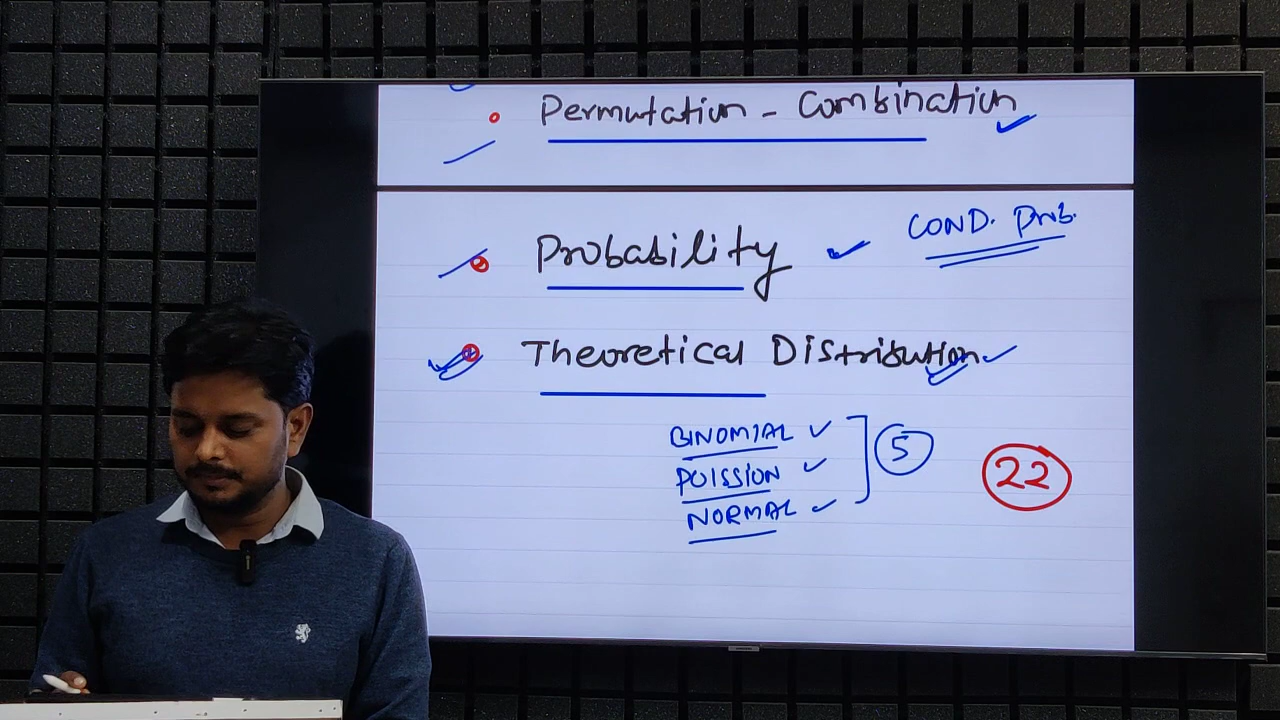 Permutation - Combination
Probability
COND. Prob.
Theoretical Distribution
BINOMIAL
POISSION
NORMAL
5
22